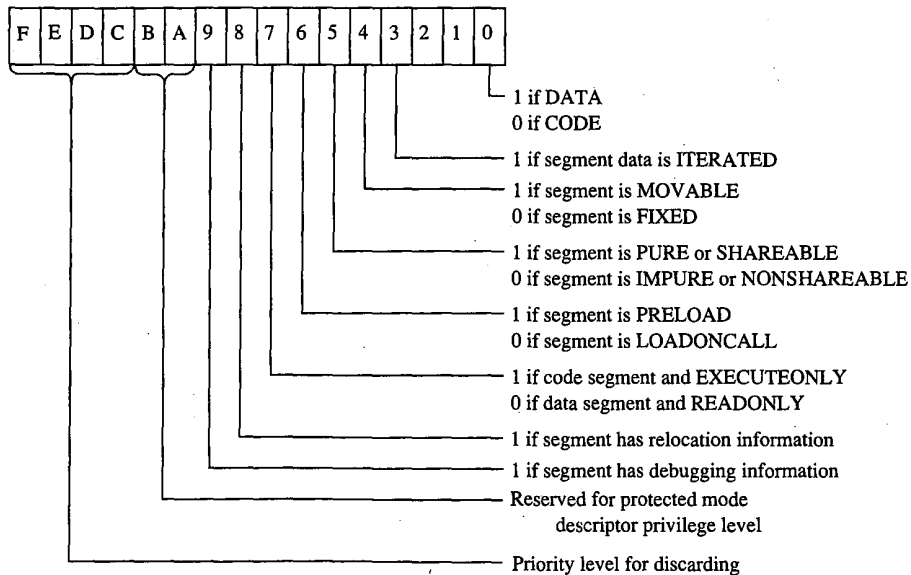 F E D C B A 9 8 7 6 5 4 3 2 1 0
1 if DATA
0 if CODE
1 if segment data is ITERATED
1 if segment is MOVABLE
0 if segment is FIXED
1 if segment is PURE or SHAREABLE
0 if segment is IMPURE or NONSHAREABLE
1 if segment is PRELOAD
0 if segment is LOADONCALL
1 if code segment and EXECUTEONLY
0 if data segment and READONLY
1 if segment has relocation information
1 if segment has debugging information
Reserved for protected mode
descriptor privilege level
Priority level for discarding